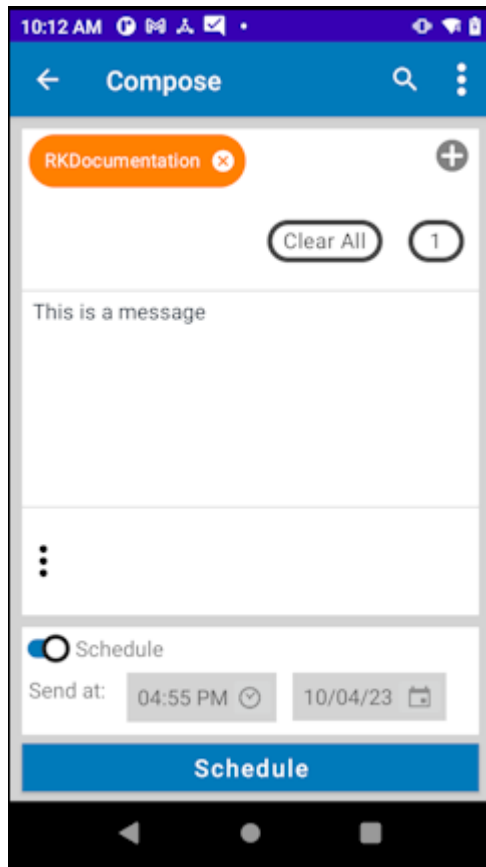 10:12 AM
Compose
RKDocumentation
Clear All
1
This is a message
Schedule
Send at:
04:55 PM
10/04/23
Schedule